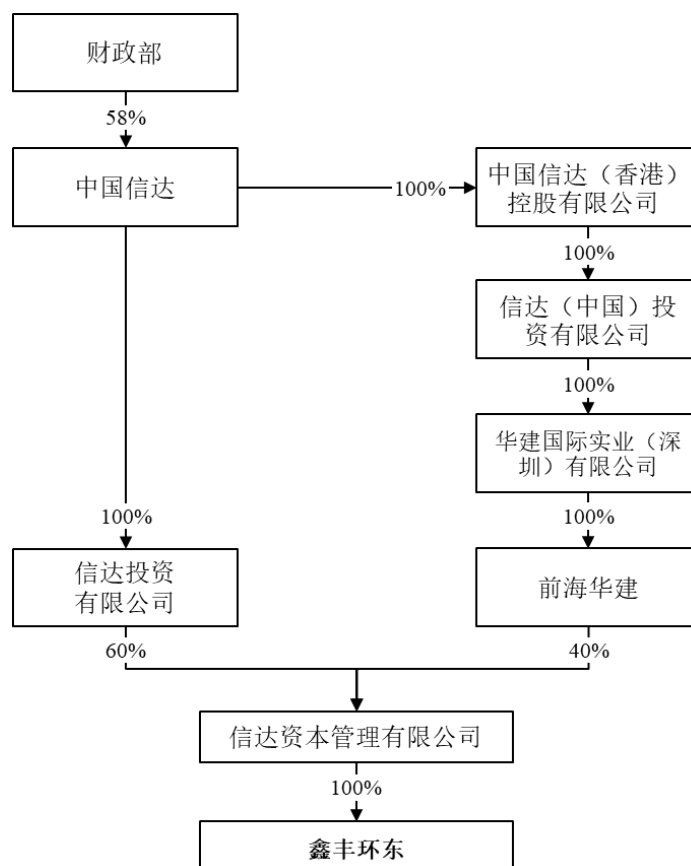 财政部
58%
中国信达
100%
中国信达（香港）
控股有限公司
100%
信达（中国）投
资有限公司
100%
华建国际实业（深
圳）有限公司
100%
100%
信达投资
有限公司
前海华建
60%
40%
信达资本管理有限公司
100%
鑫丰环东